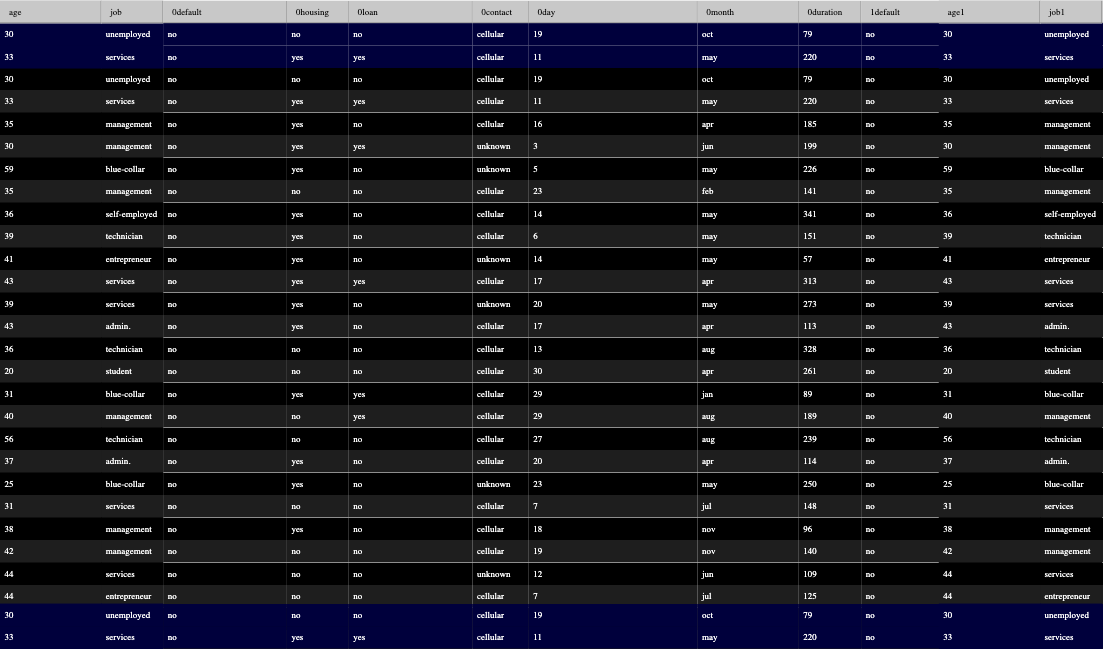 age job 0default 0housing 0loan 0contact 0day 0month 0duration 1default age1 job1
30 unemployed no no no cellular 19 oct 79 no 30 unemployed
33 services no yes yes cellular 11 may 220 no 33 services
30 unemployed no no no cellular 19 oct 79 no 30 unemployed
33 services no yes yes cellular 11 may 220 no 33 services
35 management no yes no cellular 16 apr 185 no 35 management
30 management no yes yes unknown 3 jun 199 no 30 management
59 blue-collar no yes no unknown 5 may 226 no 59 blue-collar
35 management no no no cellular 23 feb 141 no 35 management
36 self-employed no yes no cellular 14 may 341 no 36 self-employed
39 technician no yes no cellular 6 may 151 no 39 technician
41 entrepreneur no yes no unknown 14 may 57 no 41 entrepreneur
43 services no yes yes cellular 17 apr 313 no 43 services
39 services no yes no unknown 20 may 273 no 39 services
43 admin. no yes no cellular 17 apr 113 no 43 admin.
36 technician no no no cellular 13 aug 328 no 36 technician
20 student no no no cellular 30 apr 261 no 20 student
31 blue-collar no yes yes cellular 29 jan 89 no 31 blue-collar
40 management no no yes cellular 29 aug 189 no 40 management
56 technician no no no cellular 27 aug 239 no 56 technician
37 admin. no yes no cellular 20 apr 114 no 37 admin.
25 blue-collar no yes no unknown 23 may 250 no 25 blue-collar
31 services no no no cellular 7 jul 148 no 31 services
38 management no yes no cellular 18 nov 96 no 38 management
42 management no no no cellular 19 nov 140 no 42 management
44 services no no no unknown 12 jun 109 no 44 services
44 entrepreneur no no no cellular 7 jul 125 no 44 entrepreneur
30 unemployed no no no cellular 19 oct 79 no 30 unemployed
33 services no yes yes cellular 11 may 220 no 33 services